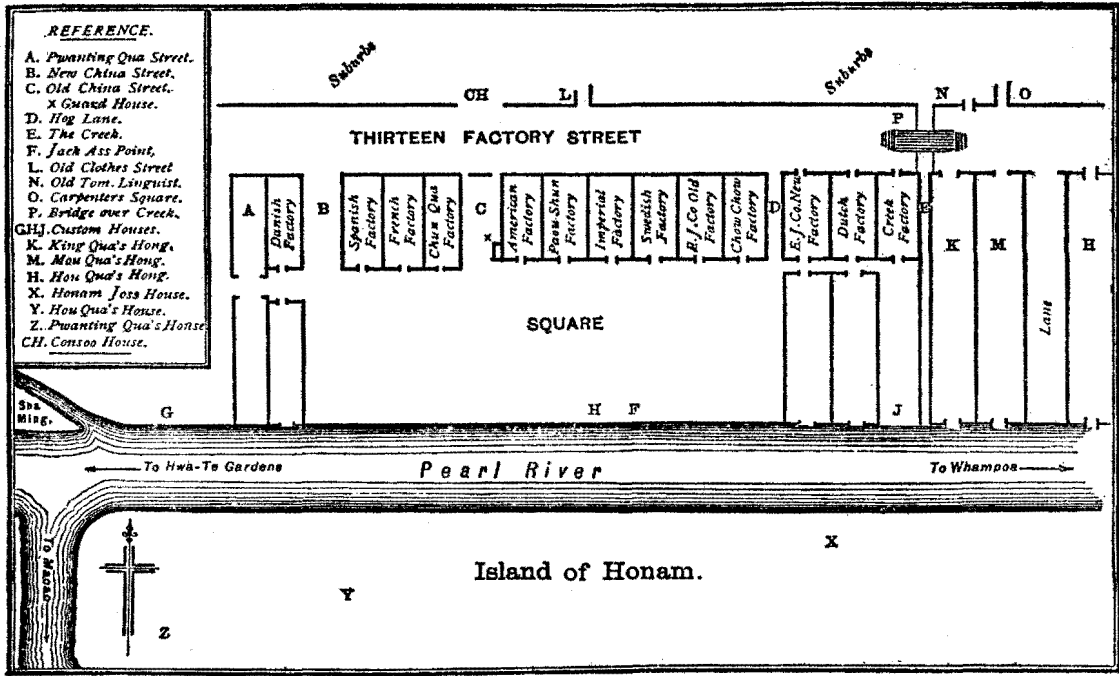 REFERENCE.
A. Pwanting Qua Street.
B. New China Street.
C. Old China Street.
x Guard House.
D. Hog Lane.
E. The Creek.
F. Jack Ass Point,
L. Old Clothes Street
N. Old Tom. Linguist.
O. Carpenters Square.
P. Bridge over Creek.
GHJ. Custom Houses.
K. King Qua's Hong.
M. Mou Qua's Hong.
H. Hou Qua's Hong.
X. Honam Joss House.
Y. Hou Qua's House.
Z. Pwanting Qua's House
CH. Consoo House.
Suburbs
Suburbs
CH
L
N
O
P
THIRTEEN FACTORY STREET
A
Danish Factory
B
Spanish Factory
French Factory
Chun Qua Factory
C
x
American Factory
Paou-Shun Factory
Imperial Factory
Swedish Factory
B.J. Co Old Factory
Chow Chow Factory
D
E.J. Co. New Factory
Dutch Factory
Creek Factory
E
K
M
Lane
H
SQUARE
Sha Ming.
G
H
F
J
To Hwa-Te Gardens
Pearl River
To Whampoa
To Macao
X
Island of Honam.
Y
Z